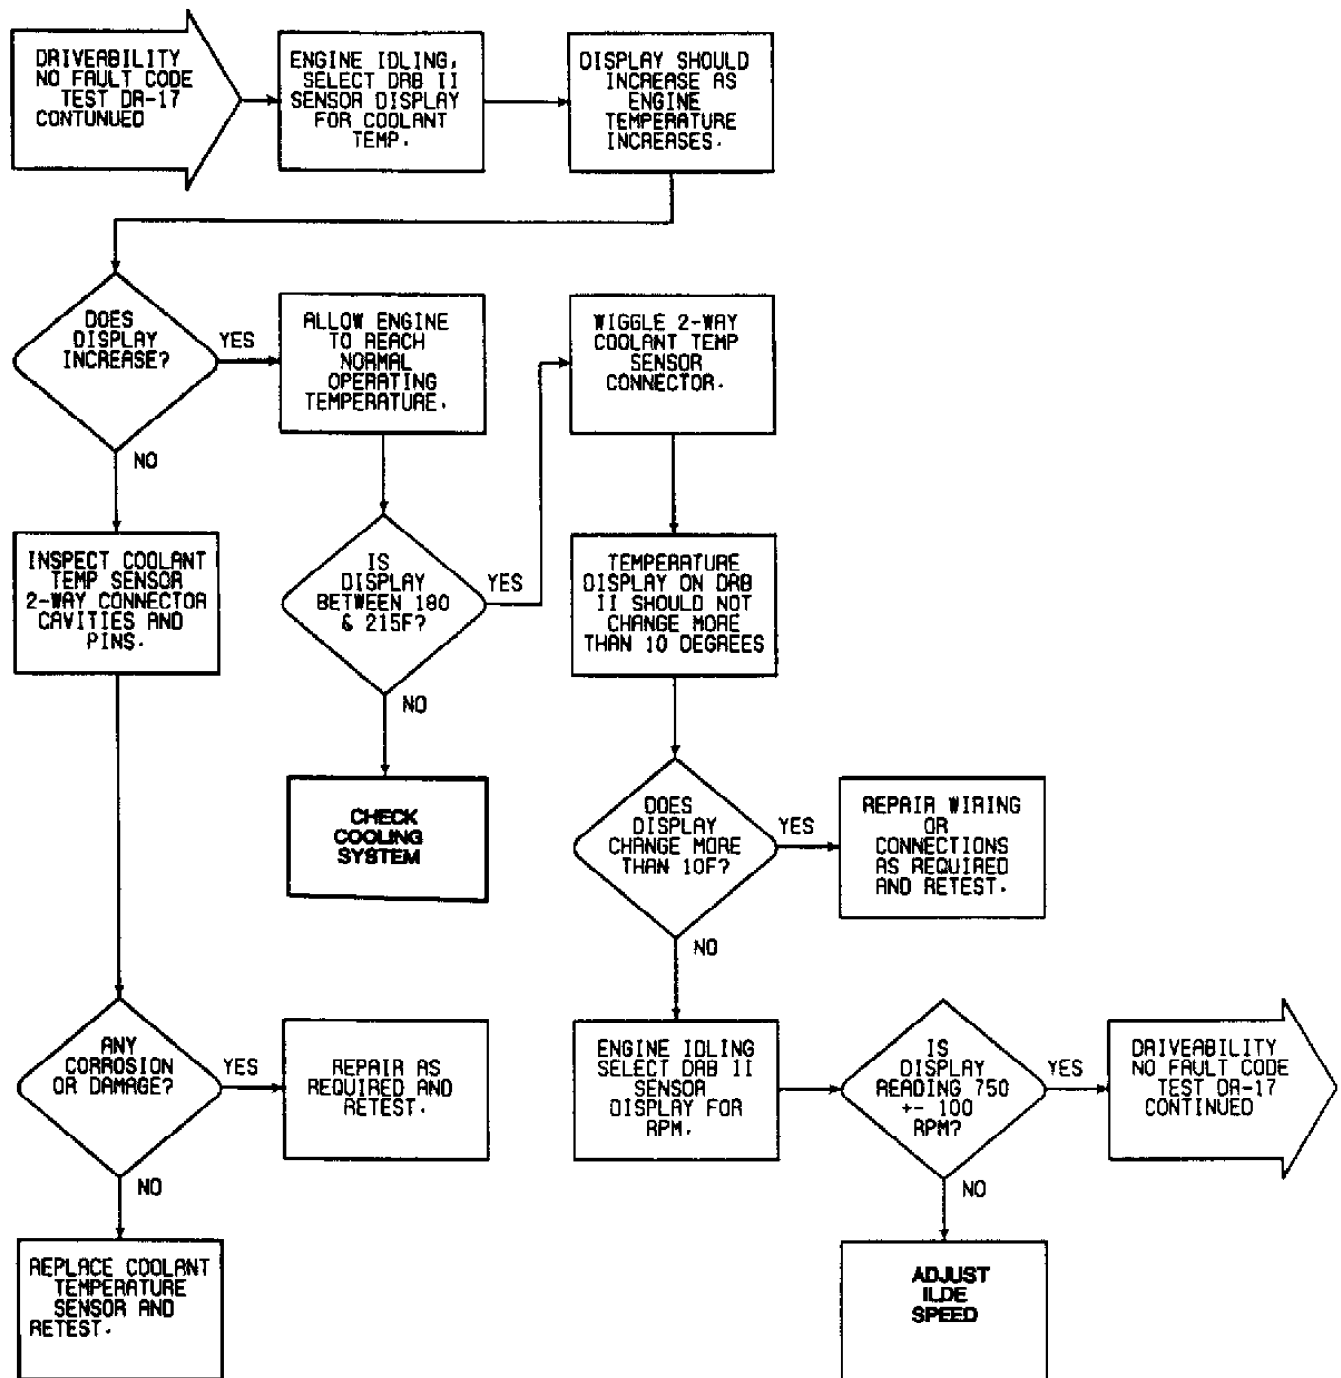 DRIVEABILITY
NO FAULT CODE
TEST DR-17
CONTUNUED
ENGINE IDLING,
SELECT DRB II
SENSOR DISPLAY
FOR COOLANT
TEMP.
DISPLAY SHOULD
INCREASE AS
ENGINE
TEMPERATURE
INCREASES.
DOES
DISPLAY
INCREASE?
YES
NO
ALLOW ENGINE
TO REACH
NORMAL
OPERATING
TEMPERATURE.
WIGGLE 2-WAY
COOLANT TEMP
SENSOR
CONNECTOR.
INSPECT COOLANT
TEMP SENSOR
2-WAY CONNECTOR
CAVITIES AND
PINS.
IS
DISPLAY
BETWEEN 180
& 215F?
YES
NO
TEMPERATURE
DISPLAY ON DRB
II SHOULD NOT
CHANGE MORE
THAN 10 DEGREES
CHECK
COOLING
SYSTEM
DOES
DISPLAY
CHANGE MORE
THAN 10F?
YES
NO
REPAIR WIRING
OR
CONNECTIONS
AS REQUIRED
AND RETEST.
ANY
CORROSION
OR DAMAGE?
YES
NO
REPAIR AS
REQUIRED AND
RETEST.
ENGINE IDLING
SELECT DRB II
SENSOR
DISPLAY FOR
RPM.
IS
DISPLAY
READING 750
+- 100
RPM?
YES
NO
DRIVEABILITY
NO FAULT CODE
TEST DR-17
CONTINUED
REPLACE COOLANT
TEMPERATURE
SENSOR AND
RETEST.
ADJUST
ILDE
SPEED